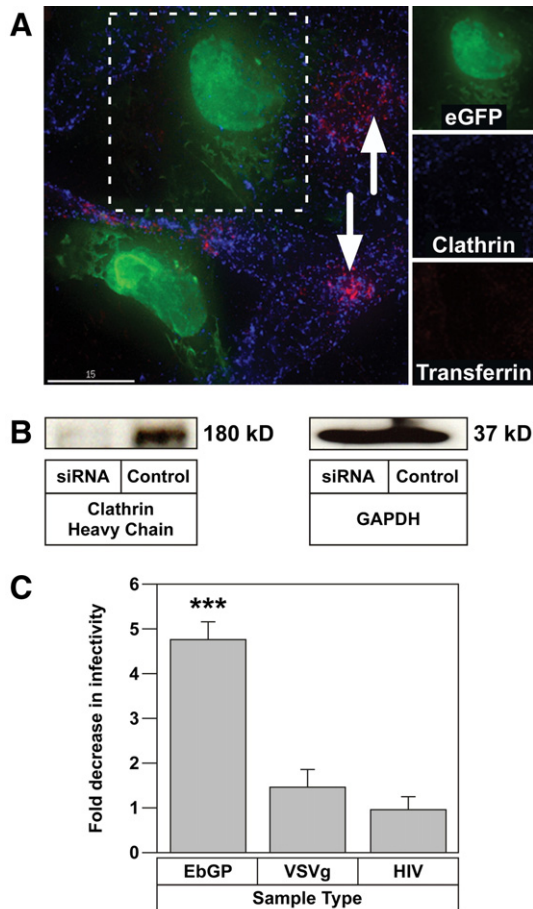 A
eGFP
Clathrin
Transferrin
15
B
180 kD
37 kD
siRNA Control
Clathrin
Heavy Chain
siRNA Control
GAPDH
C
Fold decrease in infectivity
6
5
4
3
2
1
0
***
EbGP VSVg HIV
Sample Type